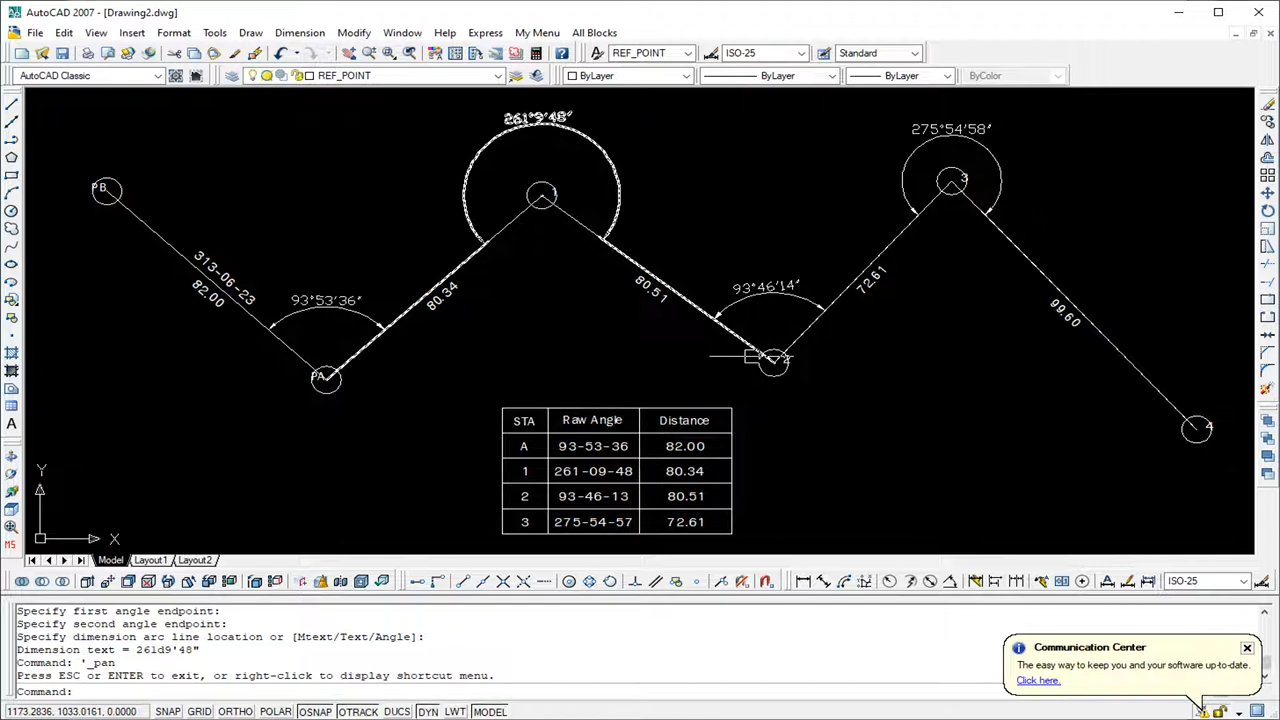 AutoCAD 2007 - [Drawing2.dwg]
File Edit View Insert Format Tools Draw Dimension Modify Window Help Express My Menu All Blocks
REF_POINT ISO-25 Standard
AutoCAD Classic REF_POINT ByLayer ByLayer ByLayer ByColor
261°9'48"
275°54'58"
PB
1
3
313-06-23
82.00
93°53'36"
80.34
80.51
93°46'14"
72.61
99.60
PA
2
4
STA Raw Angle Distance
A 93-53-36 82.00
1 261-09-48 80.34
2 93-46-13 80.51
3 275-54-57 72.61
Y
X
A
MS
Model Layout1 Layout2
ISO-25
Specify first angle endpoint:
Specify second angle endpoint:
Specify dimension arc line location or [Mtext/Text/Angle]:
Dimension text = 261d9'48"
Command: '_pan
Press ESC or ENTER to exit, or right-click to display shortcut menu.
Command:
Communication Center
The easy way to keep you and your software up-to-date.
Click here.
1173.2836, 1033.0161, 0.0000 SNAP GRID ORTHO POLAR OSNAP OTRACK DUCS DYN LWT MODEL